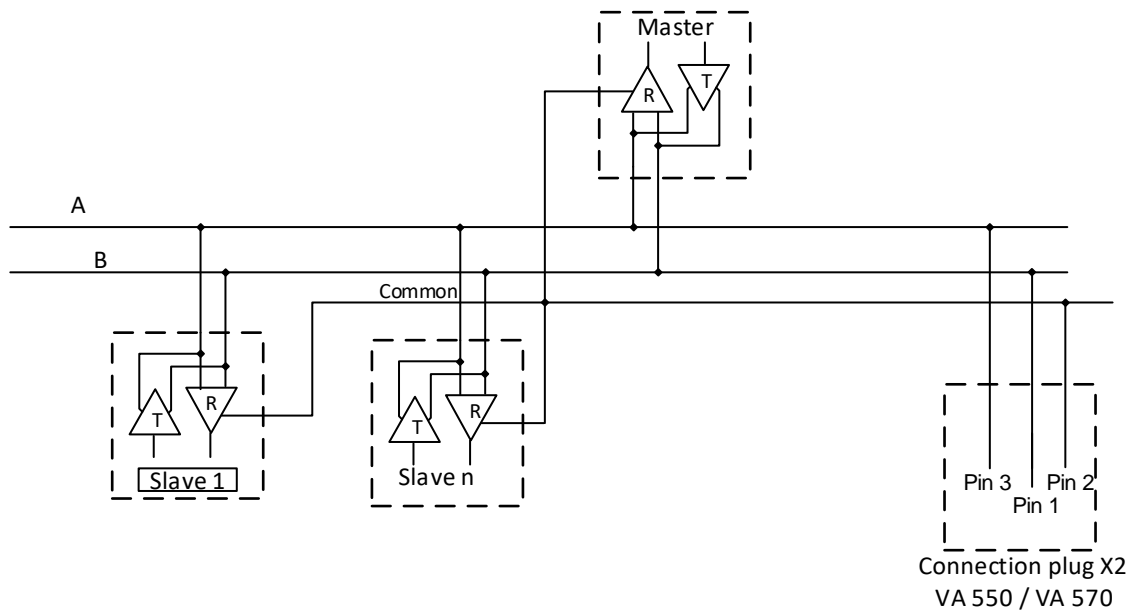 Master
R
T
A
B
Common
T
R
Slave 1
T
R
Slave n
Pin 3
Pin 1
Pin 2
Connection plug X2
VA 550 / VA 570